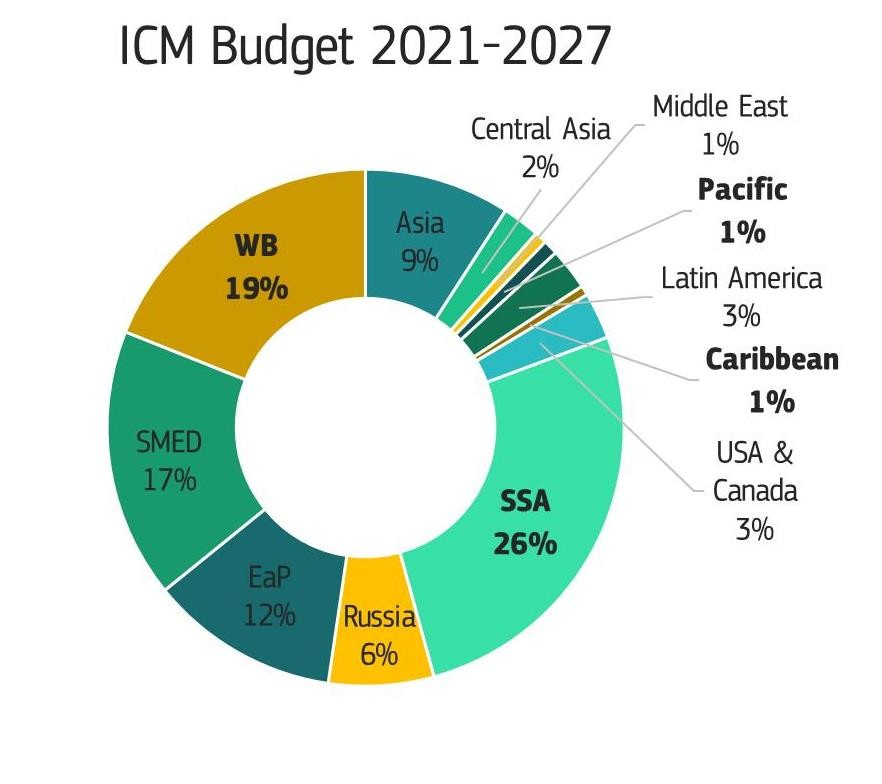 ICM Budget 2021-2027
Central Asia
2%
Middle East
1%
Pacific
1%
Latin America
3%
Caribbean
1%
USA &
Canada
3%
Asia
9%
WB
19%
SMED
17%
EaP
12%
Russia
6%
SSA
26%